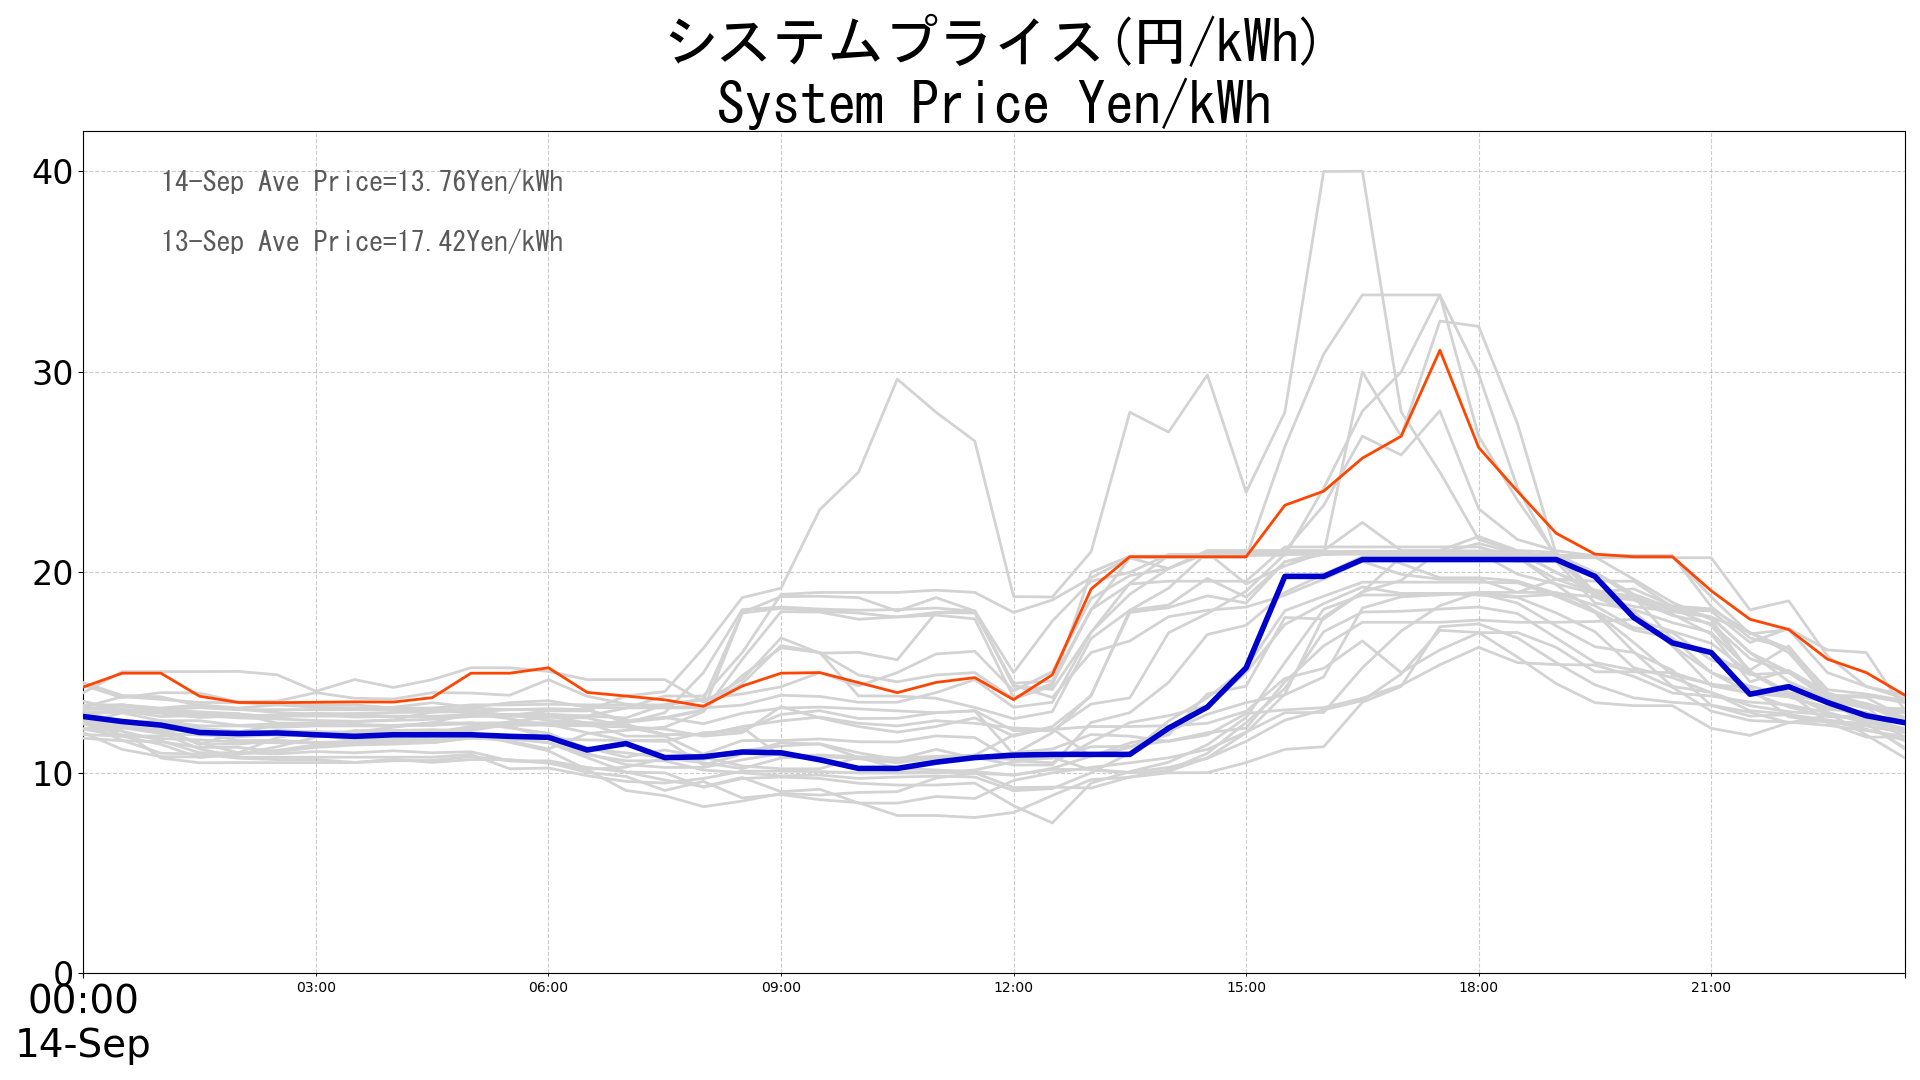 システムプライス(円/kWh)
System Price Yen/kWh
14-Sep Ave Price=13.76Yen/kWh
13-Sep Ave Price=17.42Yen/kWh
40
30
20
10
0
00:00 03:00 06:00 09:00 12:00 15:00 18:00 21:00
14-Sep